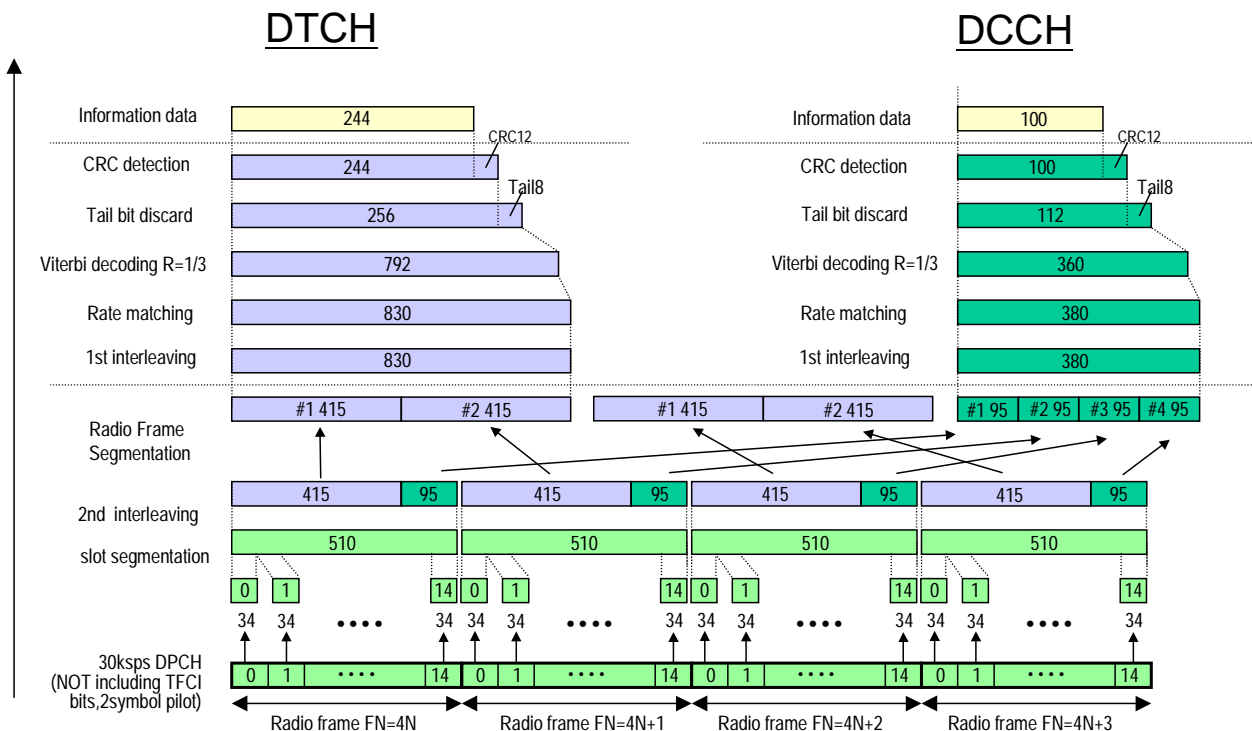 DTCH DCCH
Information data 244 Information data 100
CRC12 CRC12
CRC detection 244 CRC detection 100
Tail8 Tail8
Tail bit discard 256 Tail bit discard 112
Viterbi decoding R=1/3 792 Viterbi decoding R=1/3 360
Rate matching 830 Rate matching 380
1st interleaving 830 1st interleaving 380
#1 415 #2 415 #1 415 #2 415 #1 95 #2 95 #3 95 #4 95
Radio Frame
Segmentation
415 95 415 95 415 95 415 95
2nd interleaving
510 510 510 510
slot segmentation
0 1 14 0 1 14 0 1 14 0 1 14
34 34 •••• 34 34 34 •••• 34 34 34 •••• 34 34 34 •••• 34
30ksps DPCH
(NOT including TFCI
bits,2symbol pilot)
0 1 •••• 14 0 1 •••• 14 0 1 •••• 14 0 1 •••• 14
Radio frame FN=4N Radio frame FN=4N+1 Radio frame FN=4N+2 Radio frame FN=4N+3